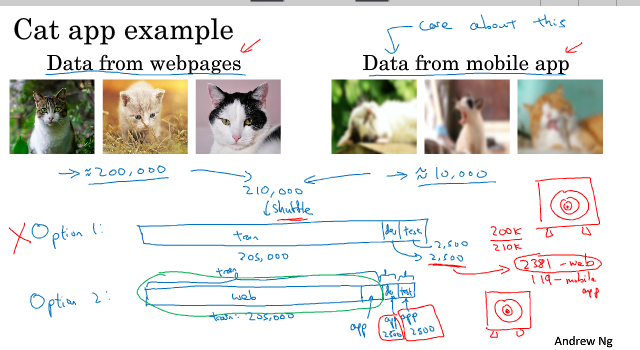 Cat app example
care about this
Data from webpages
Data from mobile app
→ ≈ 200,000
→ ≈ 10,000
210,000
↓ shuttle
X Option 1:
train
dev
test
2,500
2,500
205,000
200K
210K
2381 - web
119 - mobile app
train
Option 2:
web
dev
test
train: 205,000
app
app 2500
app 2500
Andrew Ng